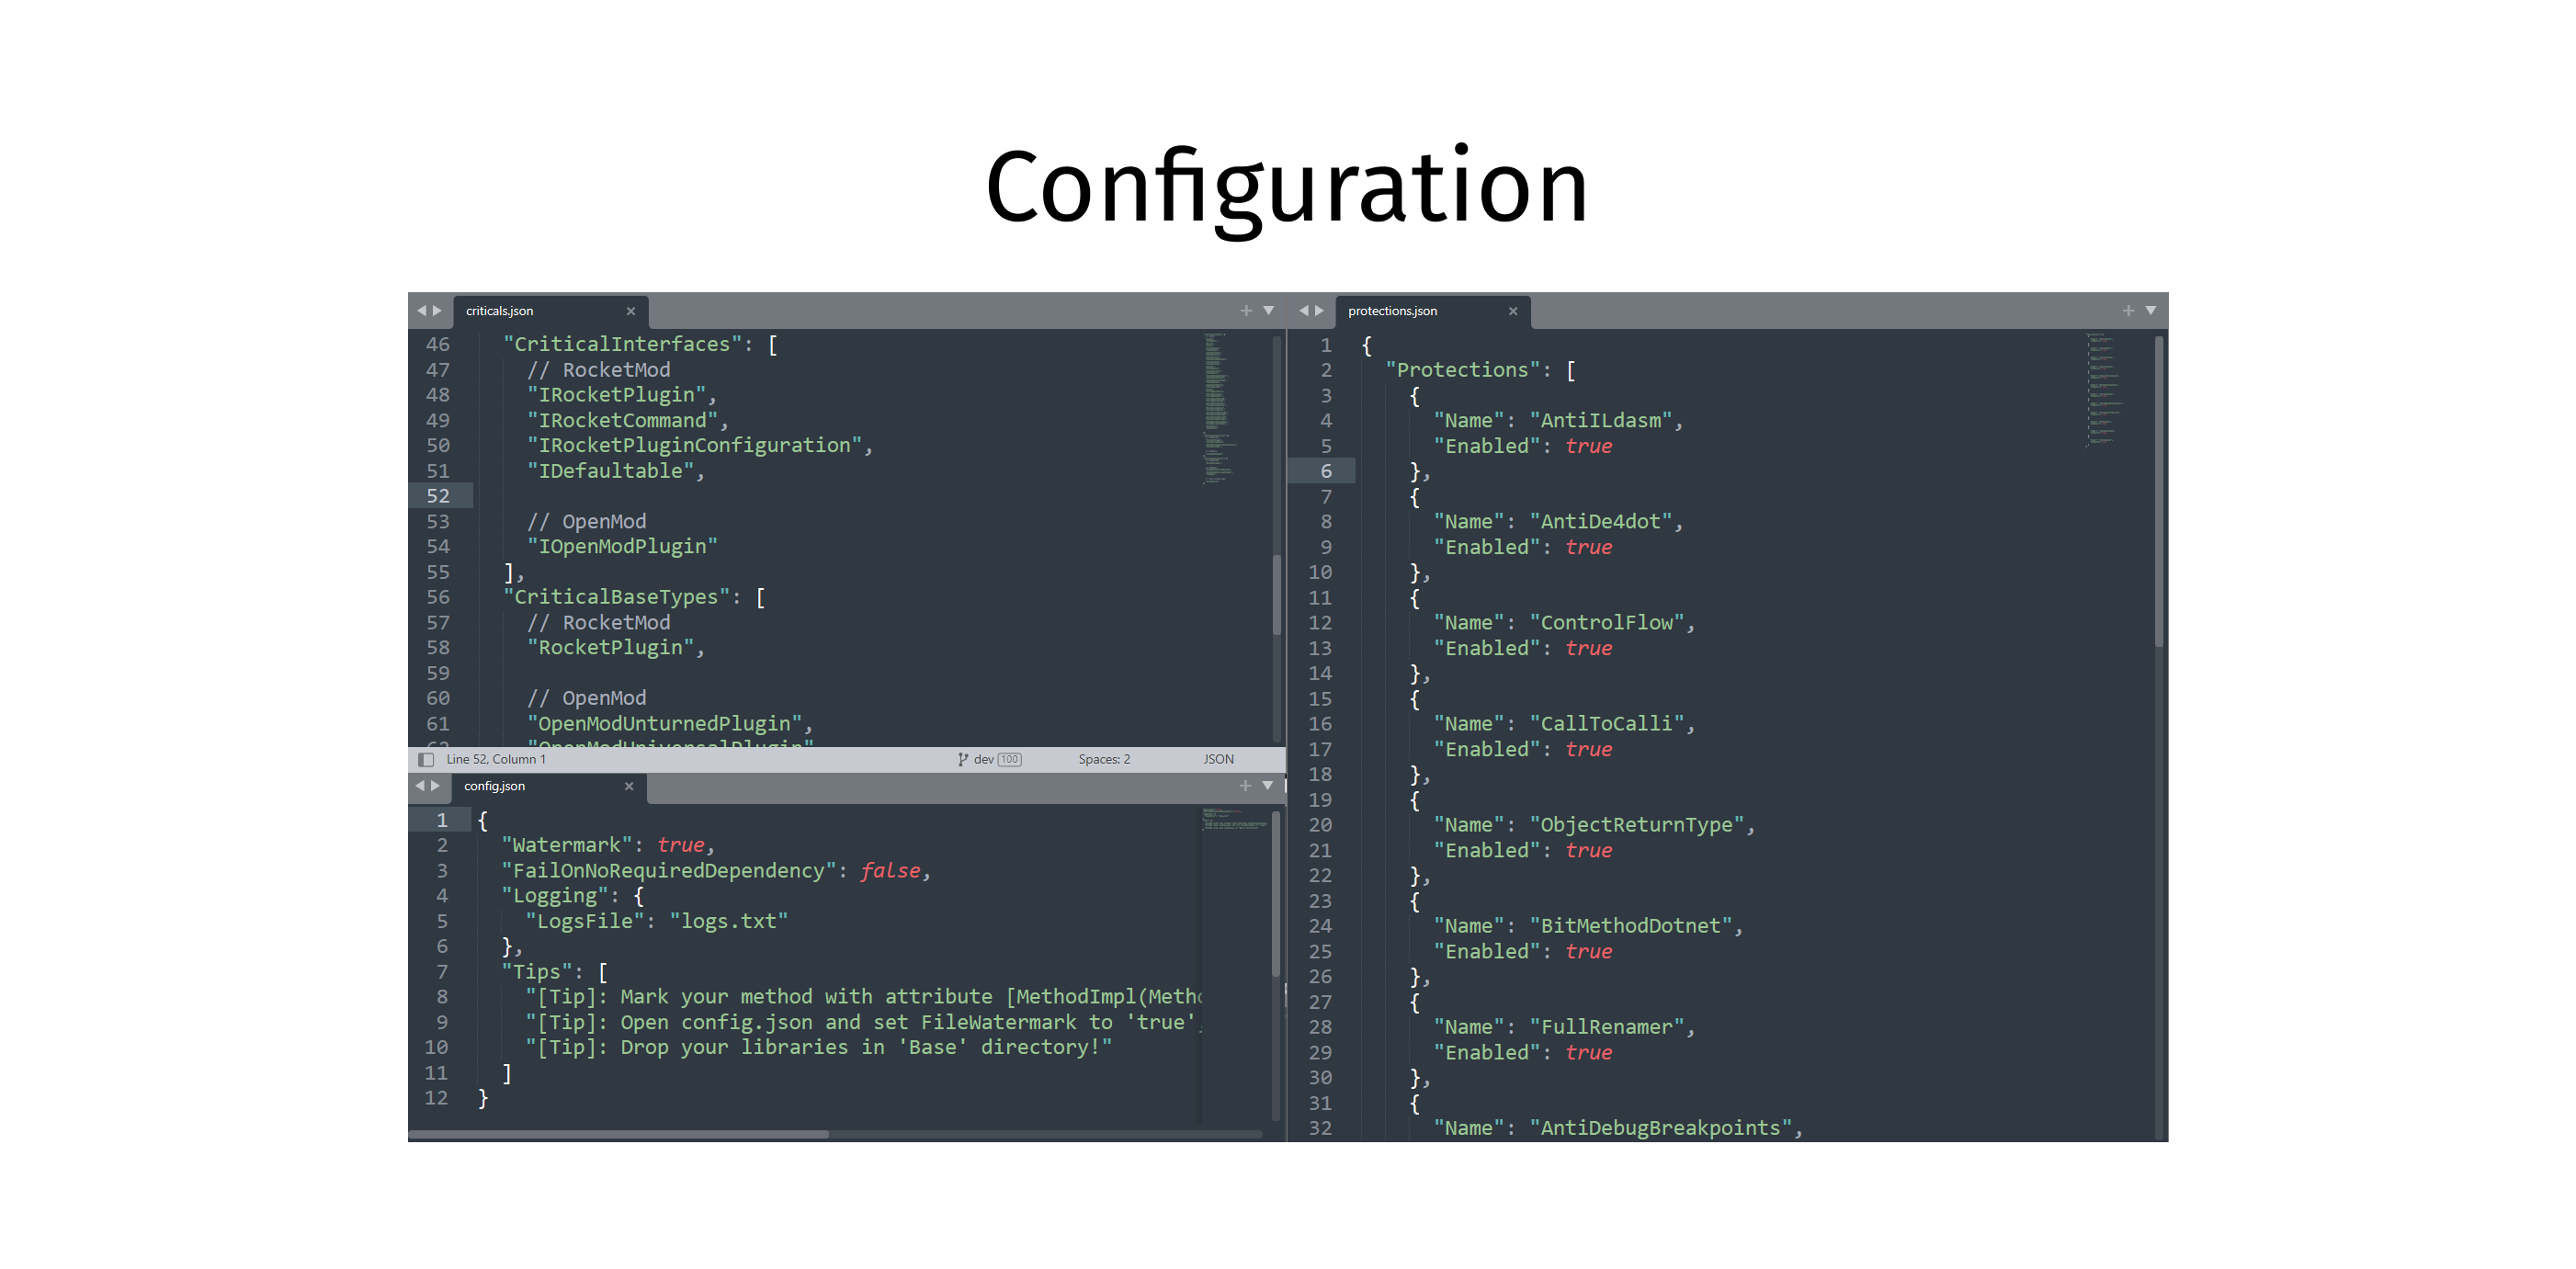 Configuration
criticals.json
46 "CriticalInterfaces": [
47 // RocketMod
48 "IRocketPlugin",
49 "IRocketCommand",
50 "IRocketPluginConfiguration",
51 "IDefaultable",
52
53 // OpenMod
54 "IOpenModPlugin"
55 ],
56 "CriticalBaseTypes": [
57 // RocketMod
58 "RocketPlugin",
59
60 // OpenMod
61 "OpenModUnturnedPlugin",
62 "OpenModUniversalPlugin"
Line 52, Column 1 dev 100 Spaces: 2 JSON
config.json
1 {
2 "Watermark": true,
3 "FailOnNoRequiredDependency": false,
4 "Logging": {
5 "LogsFile": "logs.txt"
6 },
7 "Tips": [
8 "[Tip]: Mark your method with attribute [MethodImpl(Metho
9 "[Tip]: Open config.json and set FileWatermark to 'true'
10 "[Tip]: Drop your libraries in 'Base' directory!"
11 ]
12 }
protections.json
1 {
2 "Protections": [
3 {
4 "Name": "AntiILdasm",
5 "Enabled": true
6 },
7 {
8 "Name": "AntiDe4dot",
9 "Enabled": true
10 },
11 {
12 "Name": "ControlFlow",
13 "Enabled": true
14 },
15 {
16 "Name": "CallToCalli",
17 "Enabled": true
18 },
19 {
20 "Name": "ObjectReturnType",
21 "Enabled": true
22 },
23 {
24 "Name": "BitMethodDotnet",
25 "Enabled": true
26 },
27 {
28 "Name": "FullRenamer",
29 "Enabled": true
30 },
31 {
32 "Name": "AntiDebugBreakpoints",